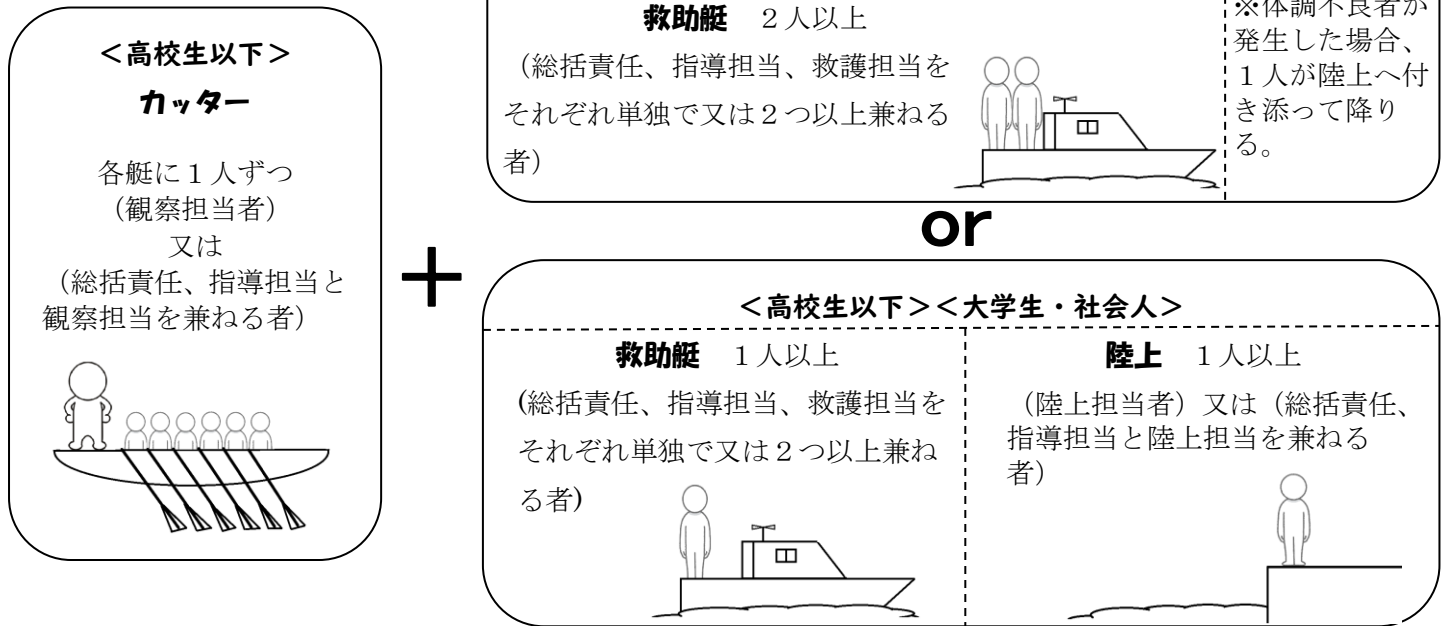 ＜高校生以下＞
カッター
各艇に１人ずつ
（観察担当者）
又は
（総括責任、指導担当と
観察担当を兼ねる者）
＋
救助艇　２人以上
（総括責任、指導担当、救護担当を
それぞれ単独で又は２つ以上兼ねる
者）
※体調不良者が
発生した場合、
１人が陸上へ付
き添って降り
る。
or
＜高校生以下＞＜大学生・社会人＞
救助艇　１人以上
(総括責任、指導担当、救護担当を
それぞれ単独で又は２つ以上兼ね
る者)
陸上　１人以上
（陸上担当者）又は（総括責任、
指導担当と陸上担当を兼ねる
者）